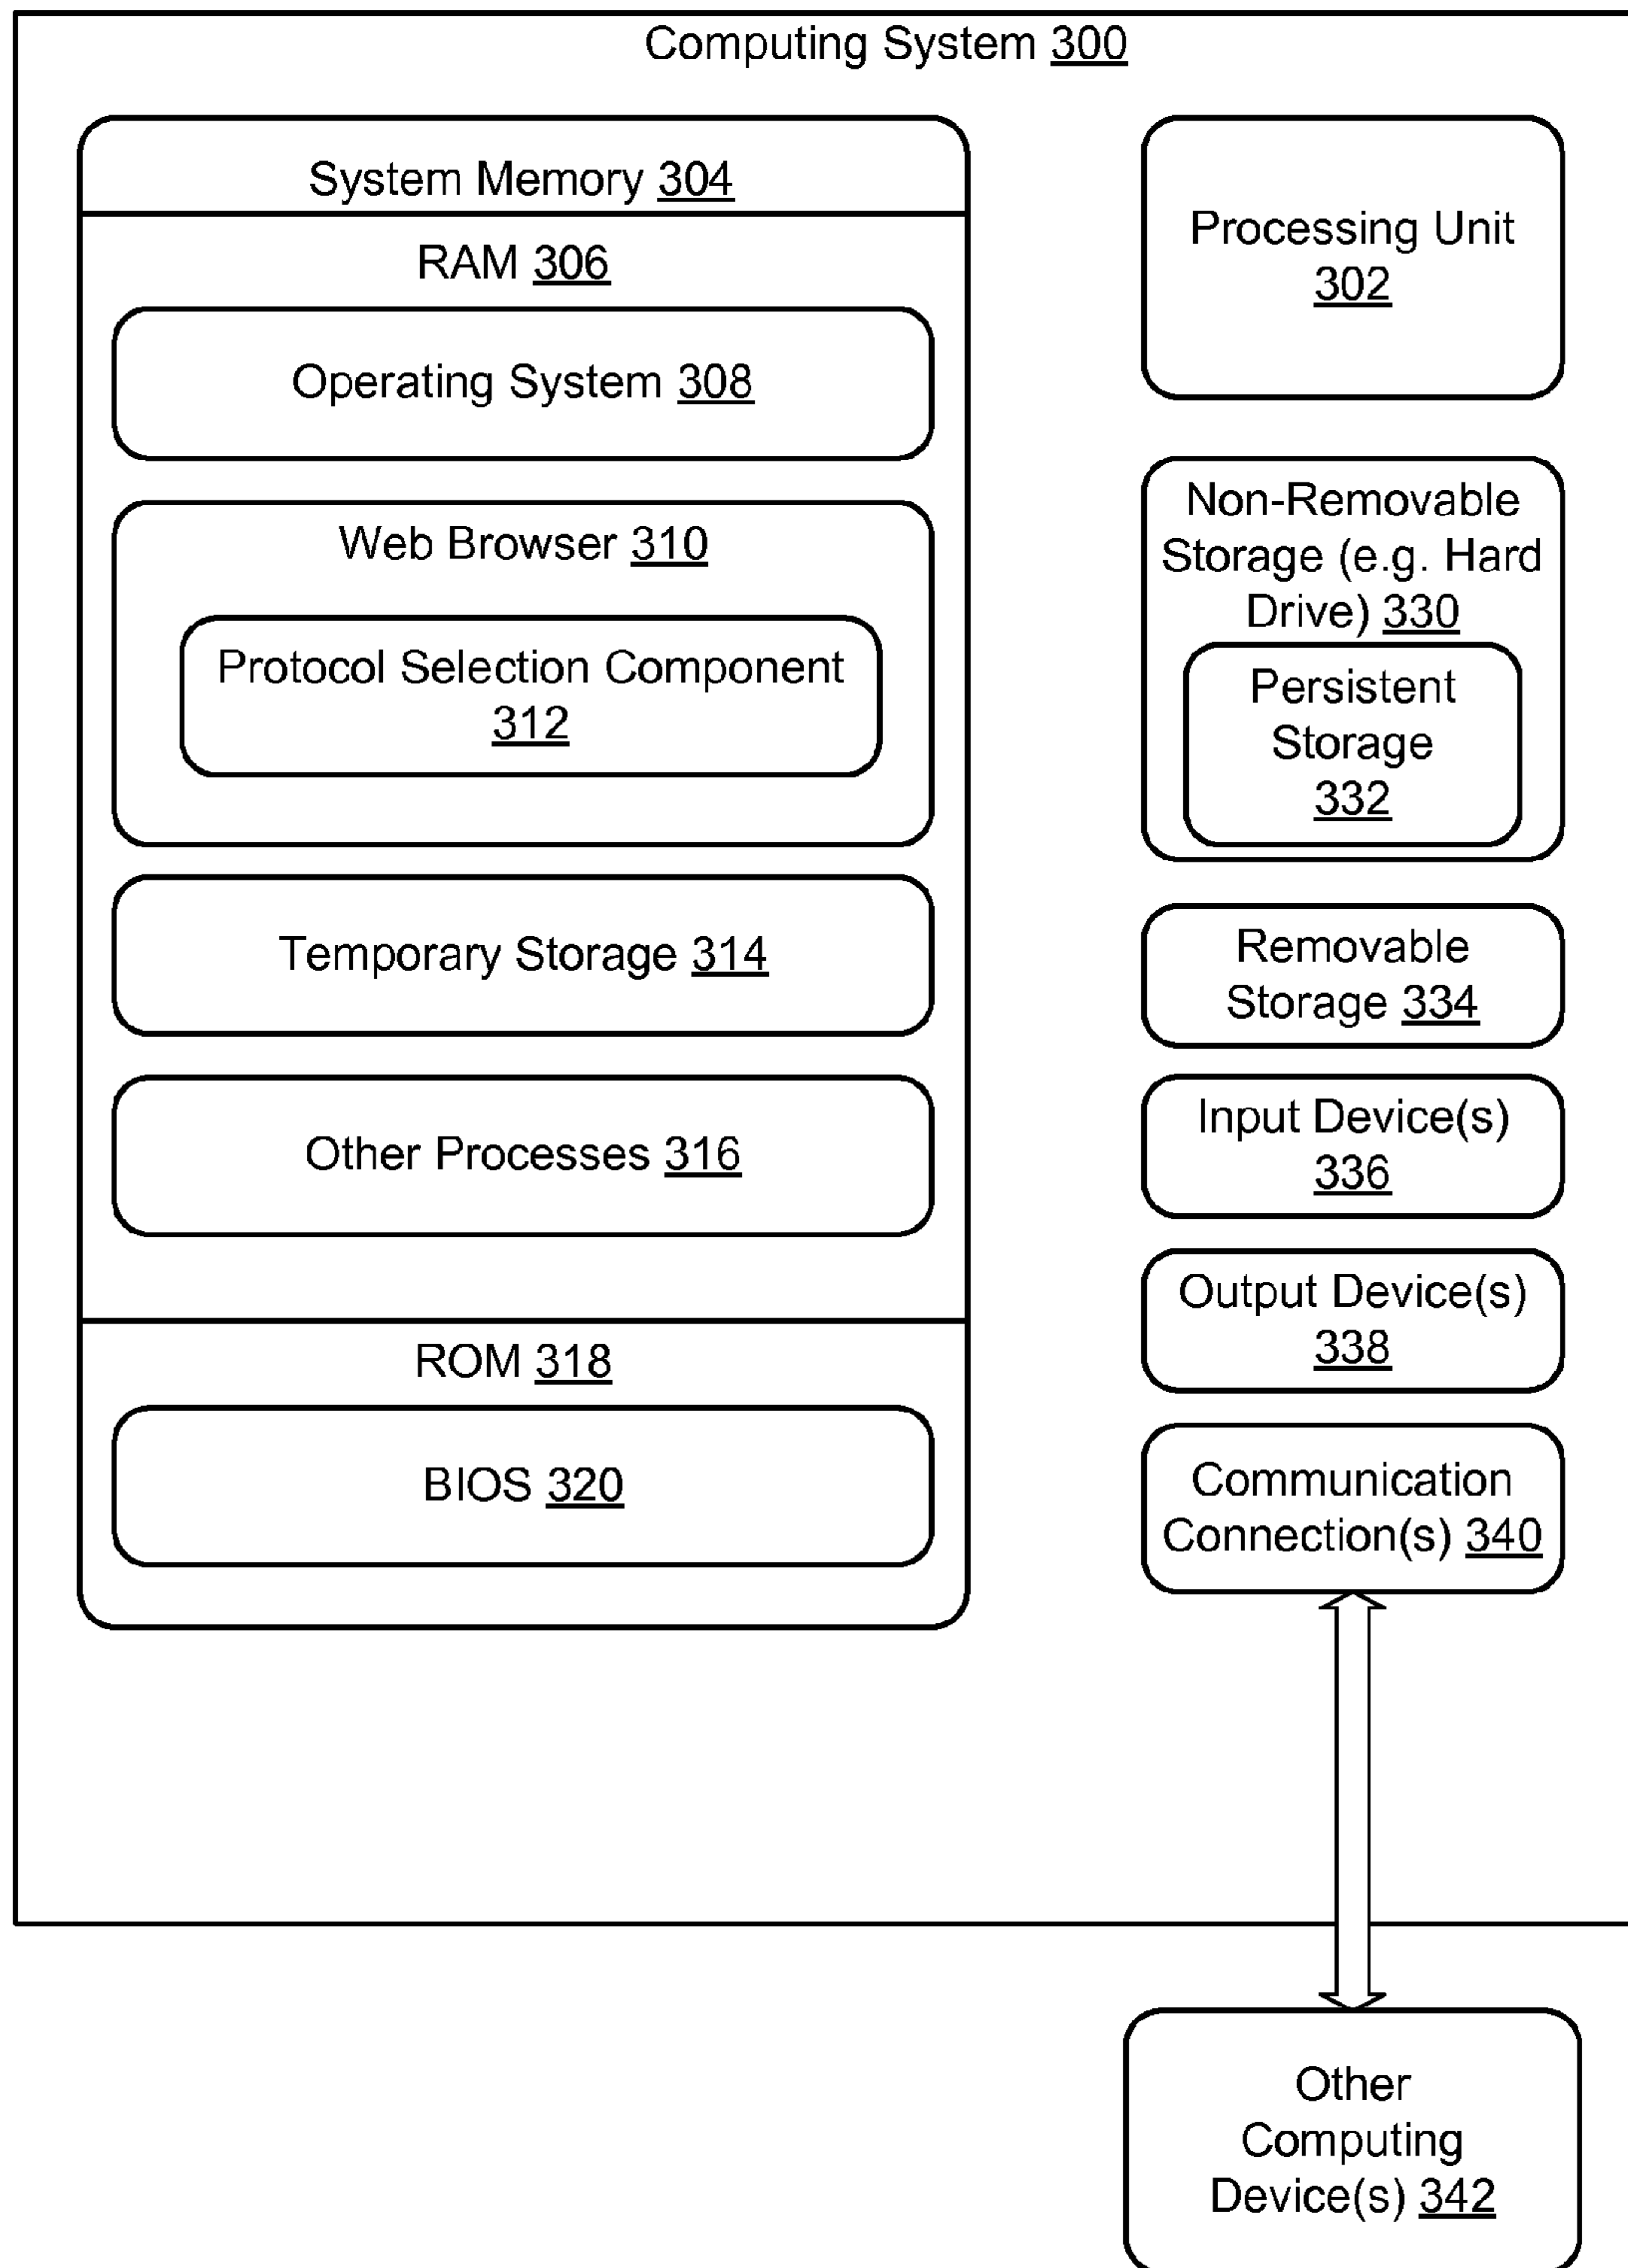 Computing System 300
System Memory 304
RAM 306
Operating System 308
Web Browser 310
Protocol Selection Component
312
Temporary Storage 314
Other Processes 316
ROM 318
BIOS 320
Processing Unit
302
Non-Removable
Storage (e.g. Hard
Drive) 330
Persistent
Storage
332
Removable
Storage 334
Input Device(s)
336
Output Device(s)
338
Communication
Connection(s) 340
Other
Computing
Device(s) 342